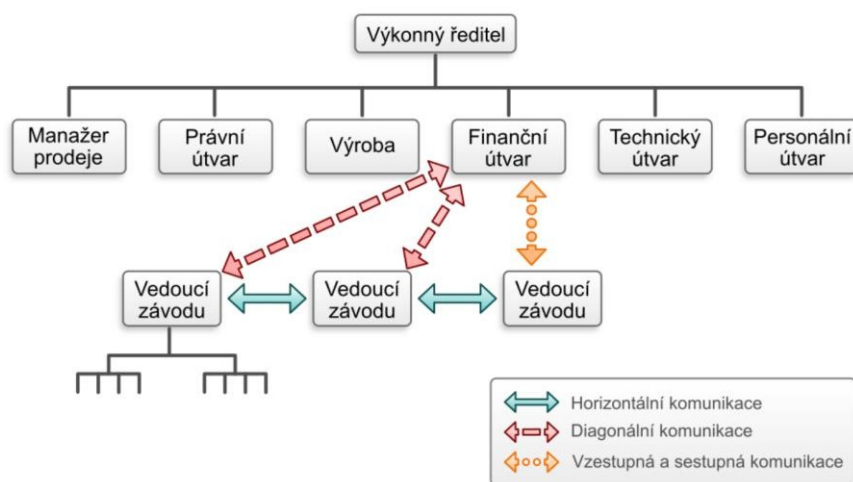 Výkonný ředitel
Manažer
prodeje
Právní
útvar
Výroba
Finanční
útvar
Technický
útvar
Personální
útvar
Vedoucí
závodu
Vedoucí
závodu
Vedoucí
závodu
Horizontální komunikace
Diagonální komunikace
Vzestupná a sestupná komunikace